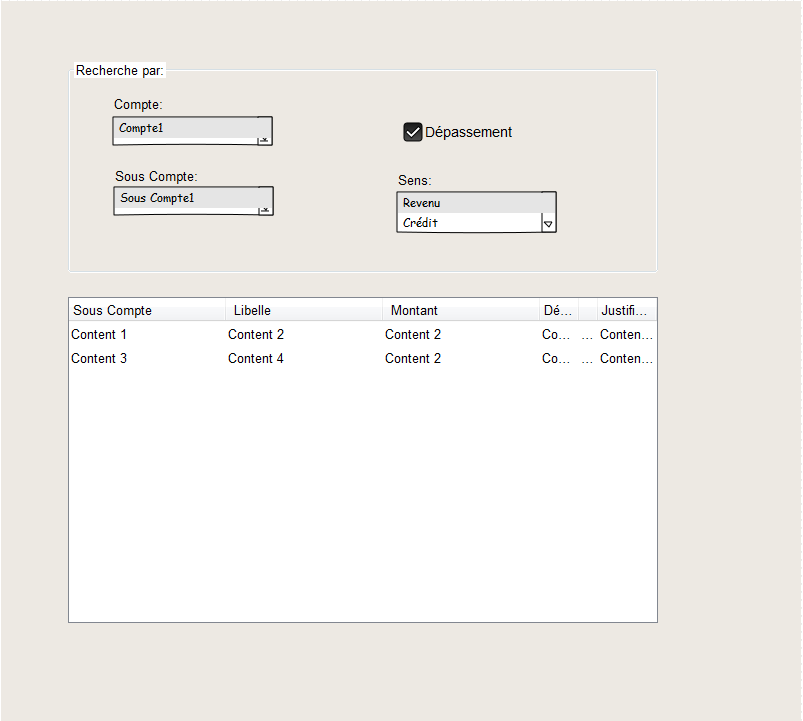 Recherche par:
Compte:
Compte1
Dépassement
Sous Compte:
Sous Compte1
Sens:
Revenu
Crédit
Sous Compte Libelle Montant Dé... Justifi...
Content 1 Content 2 Content 2 Co... ... Conten...
Content 3 Content 4 Content 2 Co... ... Conten...